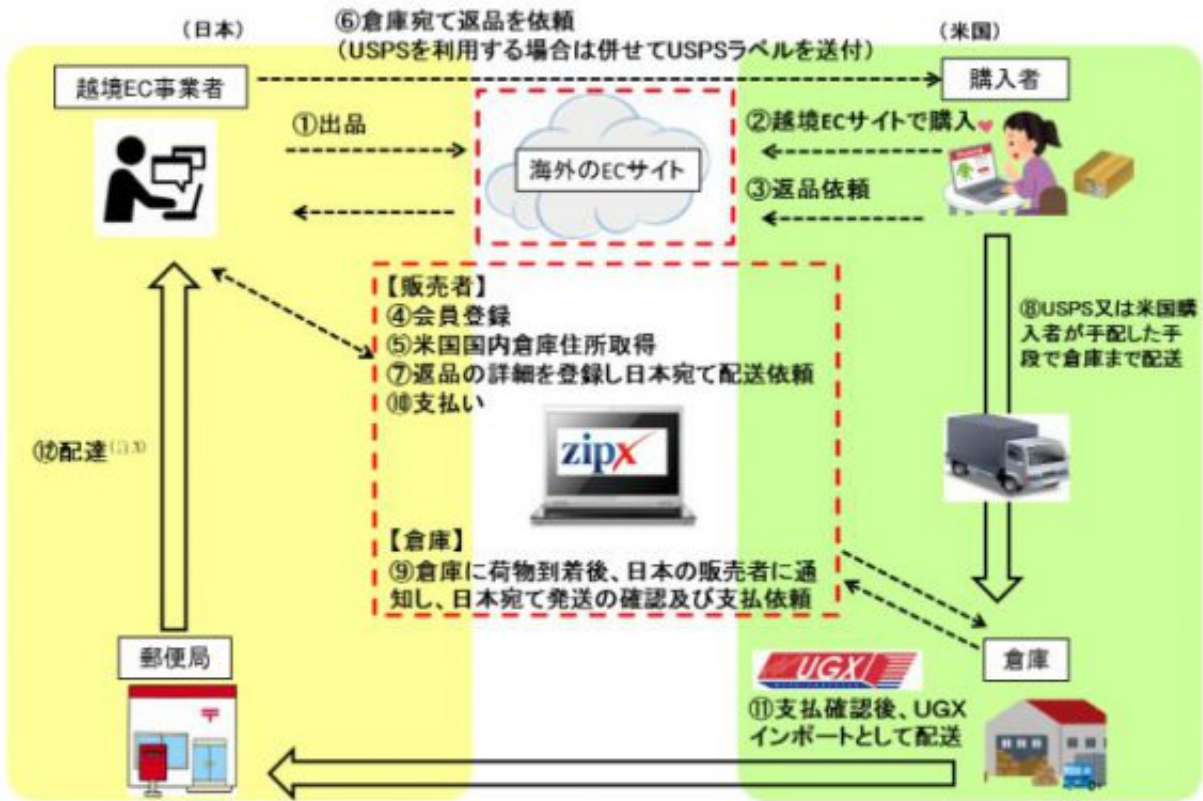 (日本)
⑥倉庫宛て返品を依頼
(USPSを利用する場合は併せてUSPSラベルを送付)
(米国)
越境EC事業者
購入者
①出品
海外のECサイト
②越境ECサイトで購入
③返品依頼
【販売者】
④会員登録
⑤米国国内倉庫住所取得
⑦返品の詳細を登録し日本宛て配送依頼
⑩支払い
zipx
⑧USPS又は米国購
入者が手配した手
段で倉庫まで配送
⑫配達
【倉庫】
⑨倉庫に荷物到着後、日本の販売者に通
知し、日本宛て発送の確認及び支払依頼
郵便局
倉庫
UGX
⑪支払確認後、UGX
インポートとして配送
〒